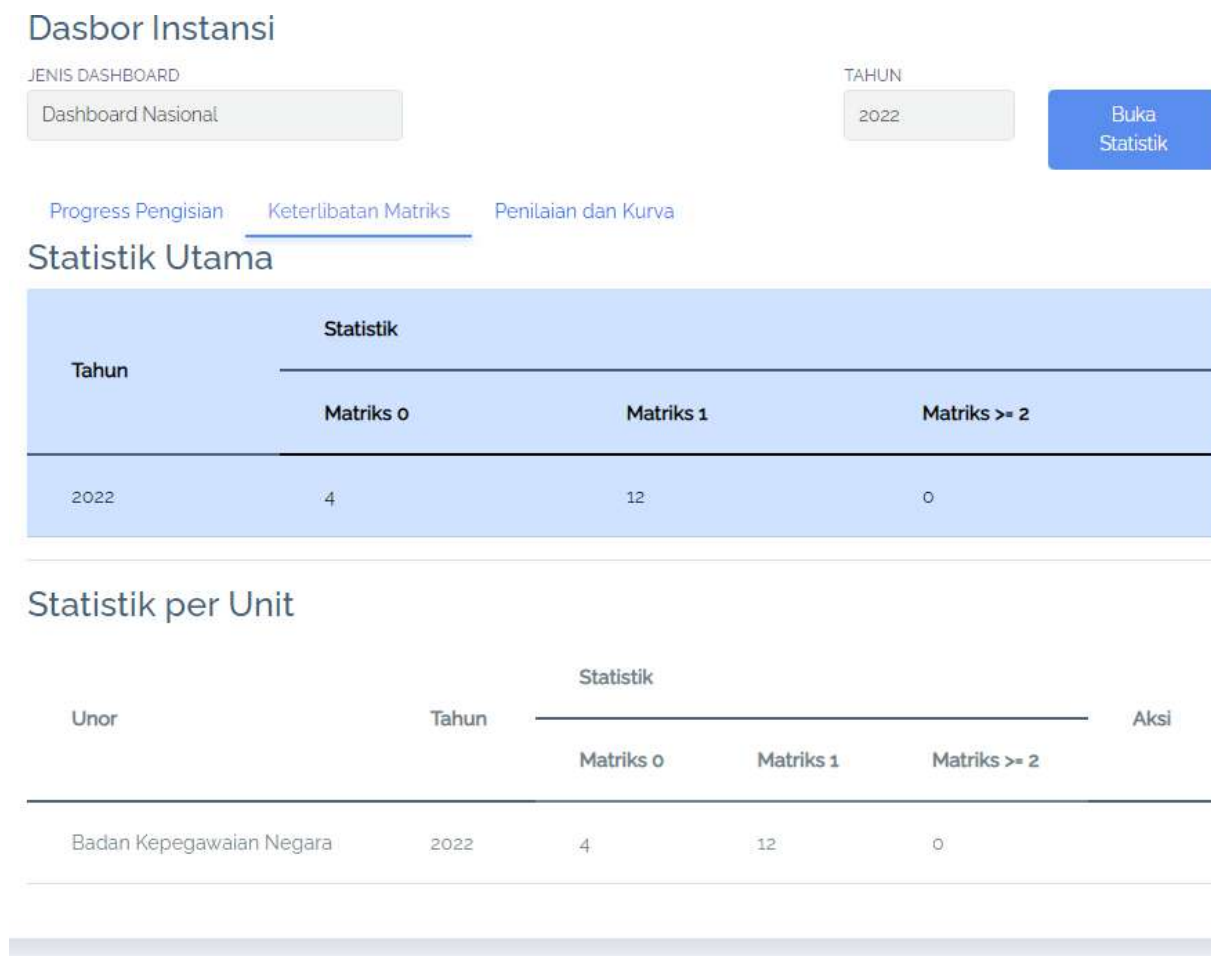 Dasbor Instansi
JENIS DASHBOARD TAHUN
Dashboard Nasional 2022 Buka Statistik
Progress Pengisian Keterlibatan Matriks Penilaian dan Kurva
Statistik Utama
Statistik
Tahun
Matriks 0 Matriks 1 Matriks >= 2
2022 4 12 0
Statistik per Unit
Statistik
Unor Tahun Aksi
Matriks 0 Matriks 1 Matriks >= 2
Badan Kepegawaian Negara 2022 4 12 0